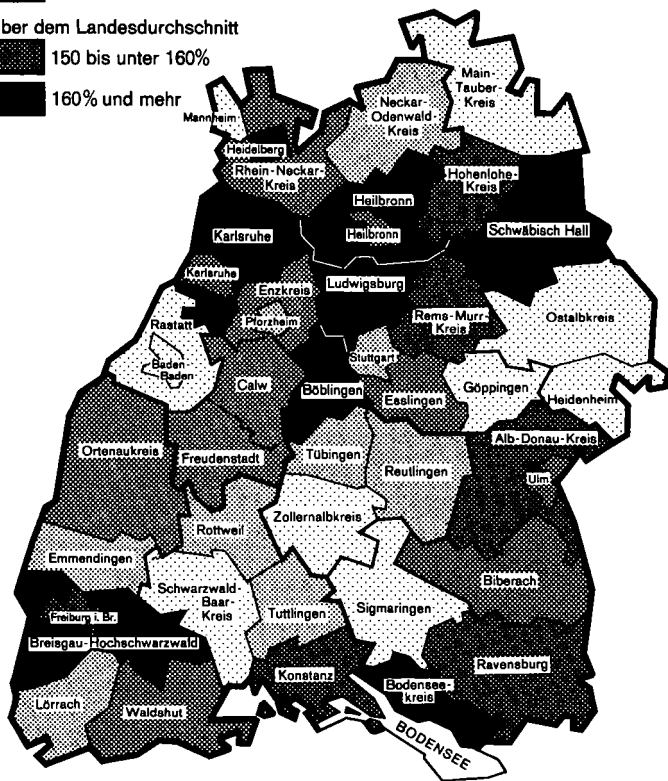 ber dem Landesdurchschnitt
150 bis unter 160%
160% und mehr
Main-
Tauber-
Kreis
Neckar-
Odenwald
Kreis
Mannheim
Heidelberg
Rhein-Neckar-
Kreis
Hohenlohe-
Kreis
Heilbronn
Heilbronn
Schwäbisch Hall
Karlsruhe
Karlsruhe
Ludwigsburg
Enzkreis
Pforzheim
Rems-Murr-
Kreis
Ostalbkreis
Rastatt
Baden
Baden
Stuttgart
Calw
Böblingen
Esslingen
Göppingen
Heidenheim
Alb-Donau-Kreis
Ortenaukreis
Freudenstadt
Tübingen
Reutlingen
Ulm
Rottweil
Zollernalbkreis
Emmendingen
Schwarzwald-
Baar-
Kreis
Tuttlingen
Sigmaringen
Biberach
Freiburg i. Br.
Breisgau-Hochschwarzwald
Konstanz
Ravensburg
Bodensee-
kreis
Lörrach
Waldshut
BODENSEE